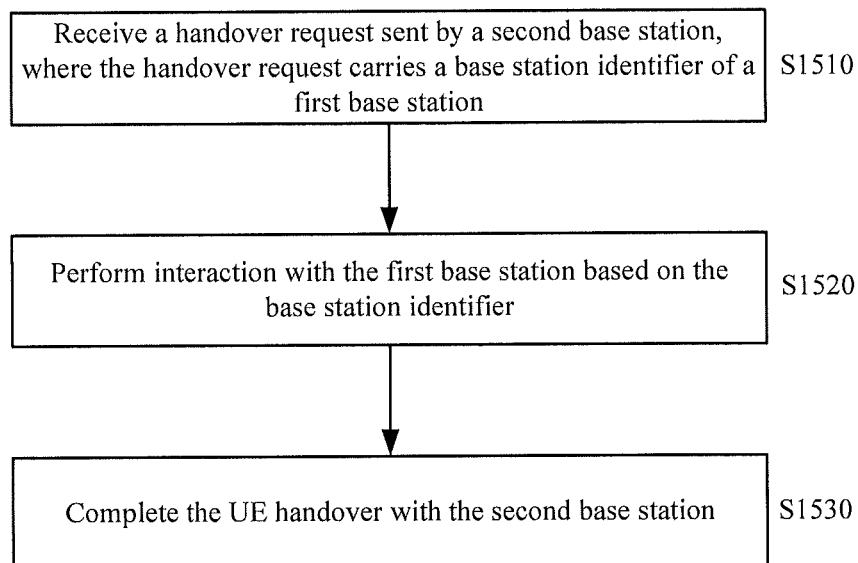 Receive a handover request sent by a second base station,
where the handover request carries a base station identifier of a
first base station
S1510
Perform interaction with the first base station based on the
base station identifier
S1520
Complete the UE handover with the second base station
S1530